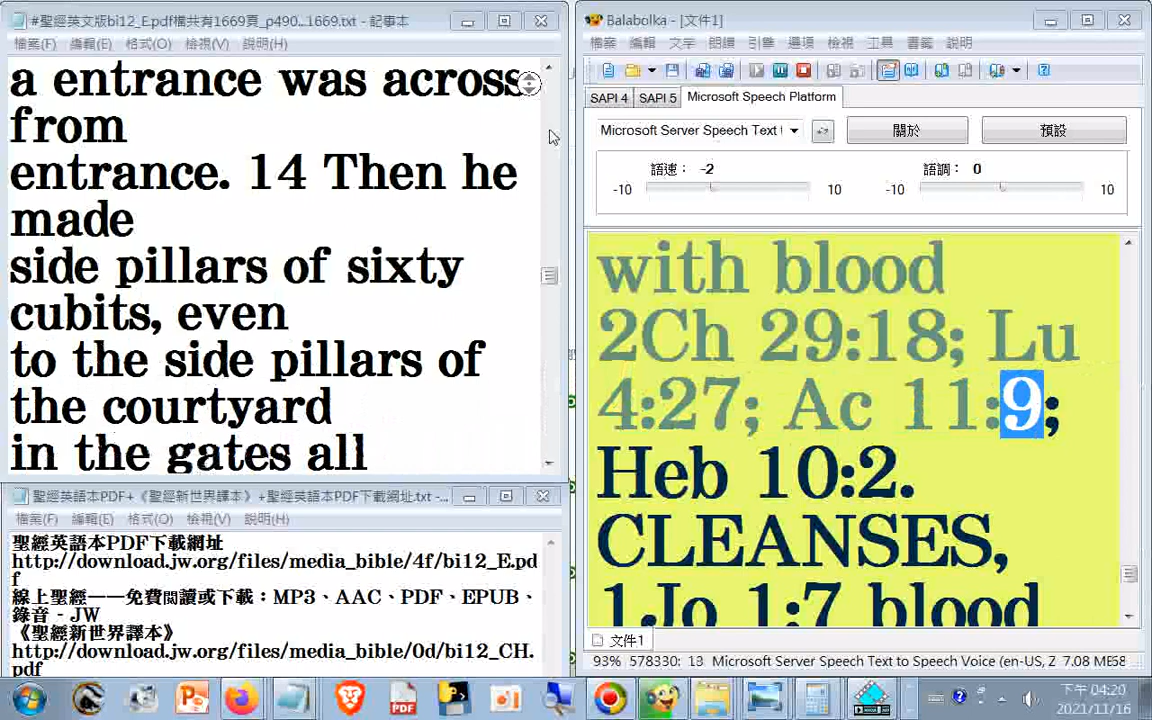 #聖經英文版bi12_E.pdf檔共有1669頁_p490...1669.txt - 記事本
檔案(F) 編輯(E) 格式(O) 檢視(V) 說明(H)
a entrance was across
from
entrance. 14 Then he
made
side pillars of sixty
cubits, even
to the side pillars of
the courtyard
in the gates all
聖經英語本PDF+《聖經新世界譯本》+聖經英語本PDF下載網址.txt -...
檔案(F) 編輯(E) 格式(O) 檢視(V) 說明(H)
聖經英語本PDF下載網址
http://download.jw.org/files/media_bible/4f/bi12_E.pd
f
線上聖經——免費閱讀或下載：MP3、AAC、PDF、EPUB、
錄音 - JW
《聖經新世界譯本》
http://download.jw.org/files/media_bible/0d/bi12_CH.
pdf
Balabolka - [文件1]
檔案 編輯 文字 朗讀 引擎 選項 檢視 工具 書籤 說明
SAPI 4 SAPI 5 Microsoft Speech Platform
Microsoft Server Speech Text 關於 預設
語速： -2 語調： 0
-10 10 -10 10
with blood
2Ch 29:18; Lu
4:27; Ac 11:9;
Heb 10:2.
CLEANSES,
1.Jo 1:7 blood
文件1
93% 578330: 13 Microsoft Server Speech Text to Speech Voice (en-US, Z 7.08 ME58
PDF
下午 04:20
2021/11/16